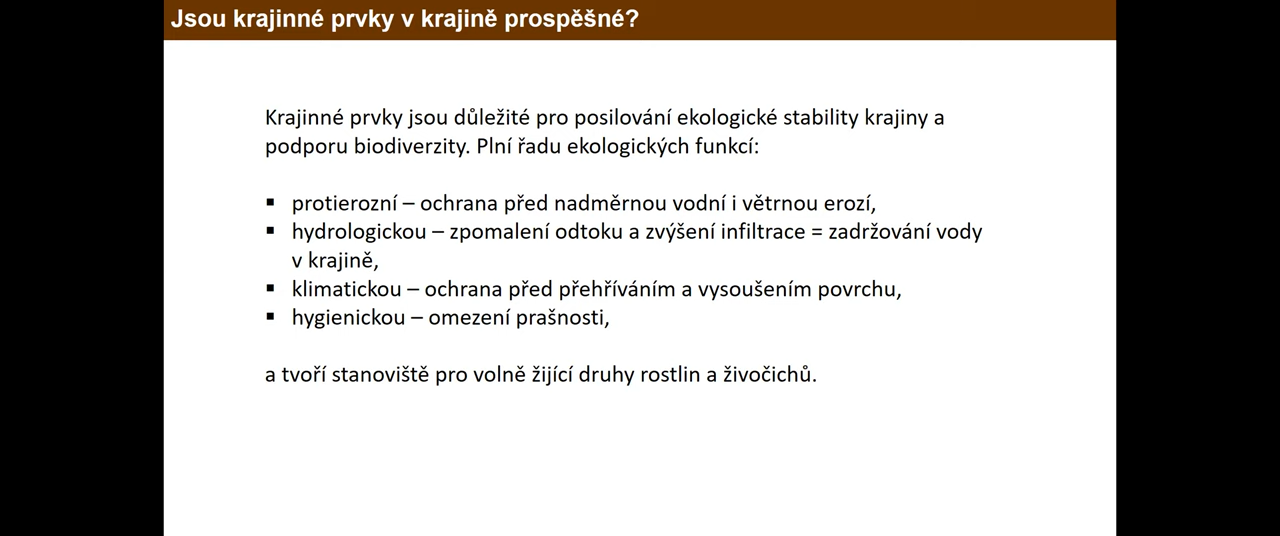 Jsou krajinné prvky v krajině prospěšné?
Krajinné prvky jsou důležité pro posilování ekologické stability krajiny a
podporu biodiverzity. Plní řadu ekologických funkcí:
▪ protierozní – ochrana před nadměrnou vodní i větrnou erozí,
▪ hydrologickou – zpomalení odtoku a zvýšení infiltrace = zadržování vody
v krajině,
▪ klimatickou – ochrana před přehříváním a vysoušením povrchu,
▪ hygienickou – omezení prašnosti,
a tvoří stanoviště pro volně žijící druhy rostlin a živočichů.